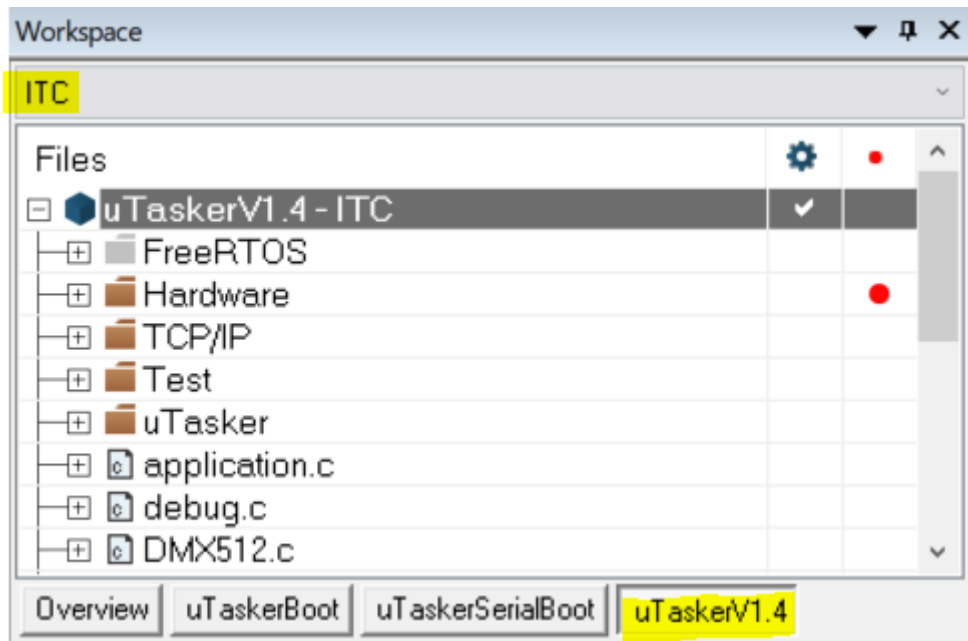 Workspace
ITC
Files
uTaskerV1.4 - ITC
FreeRTOS
Hardware
TCP/IP
Test
uTasker
application.c
debug.c
DMX512.c
Overview uTaskerBoot uTaskerSerialBoot uTaskerV1.4